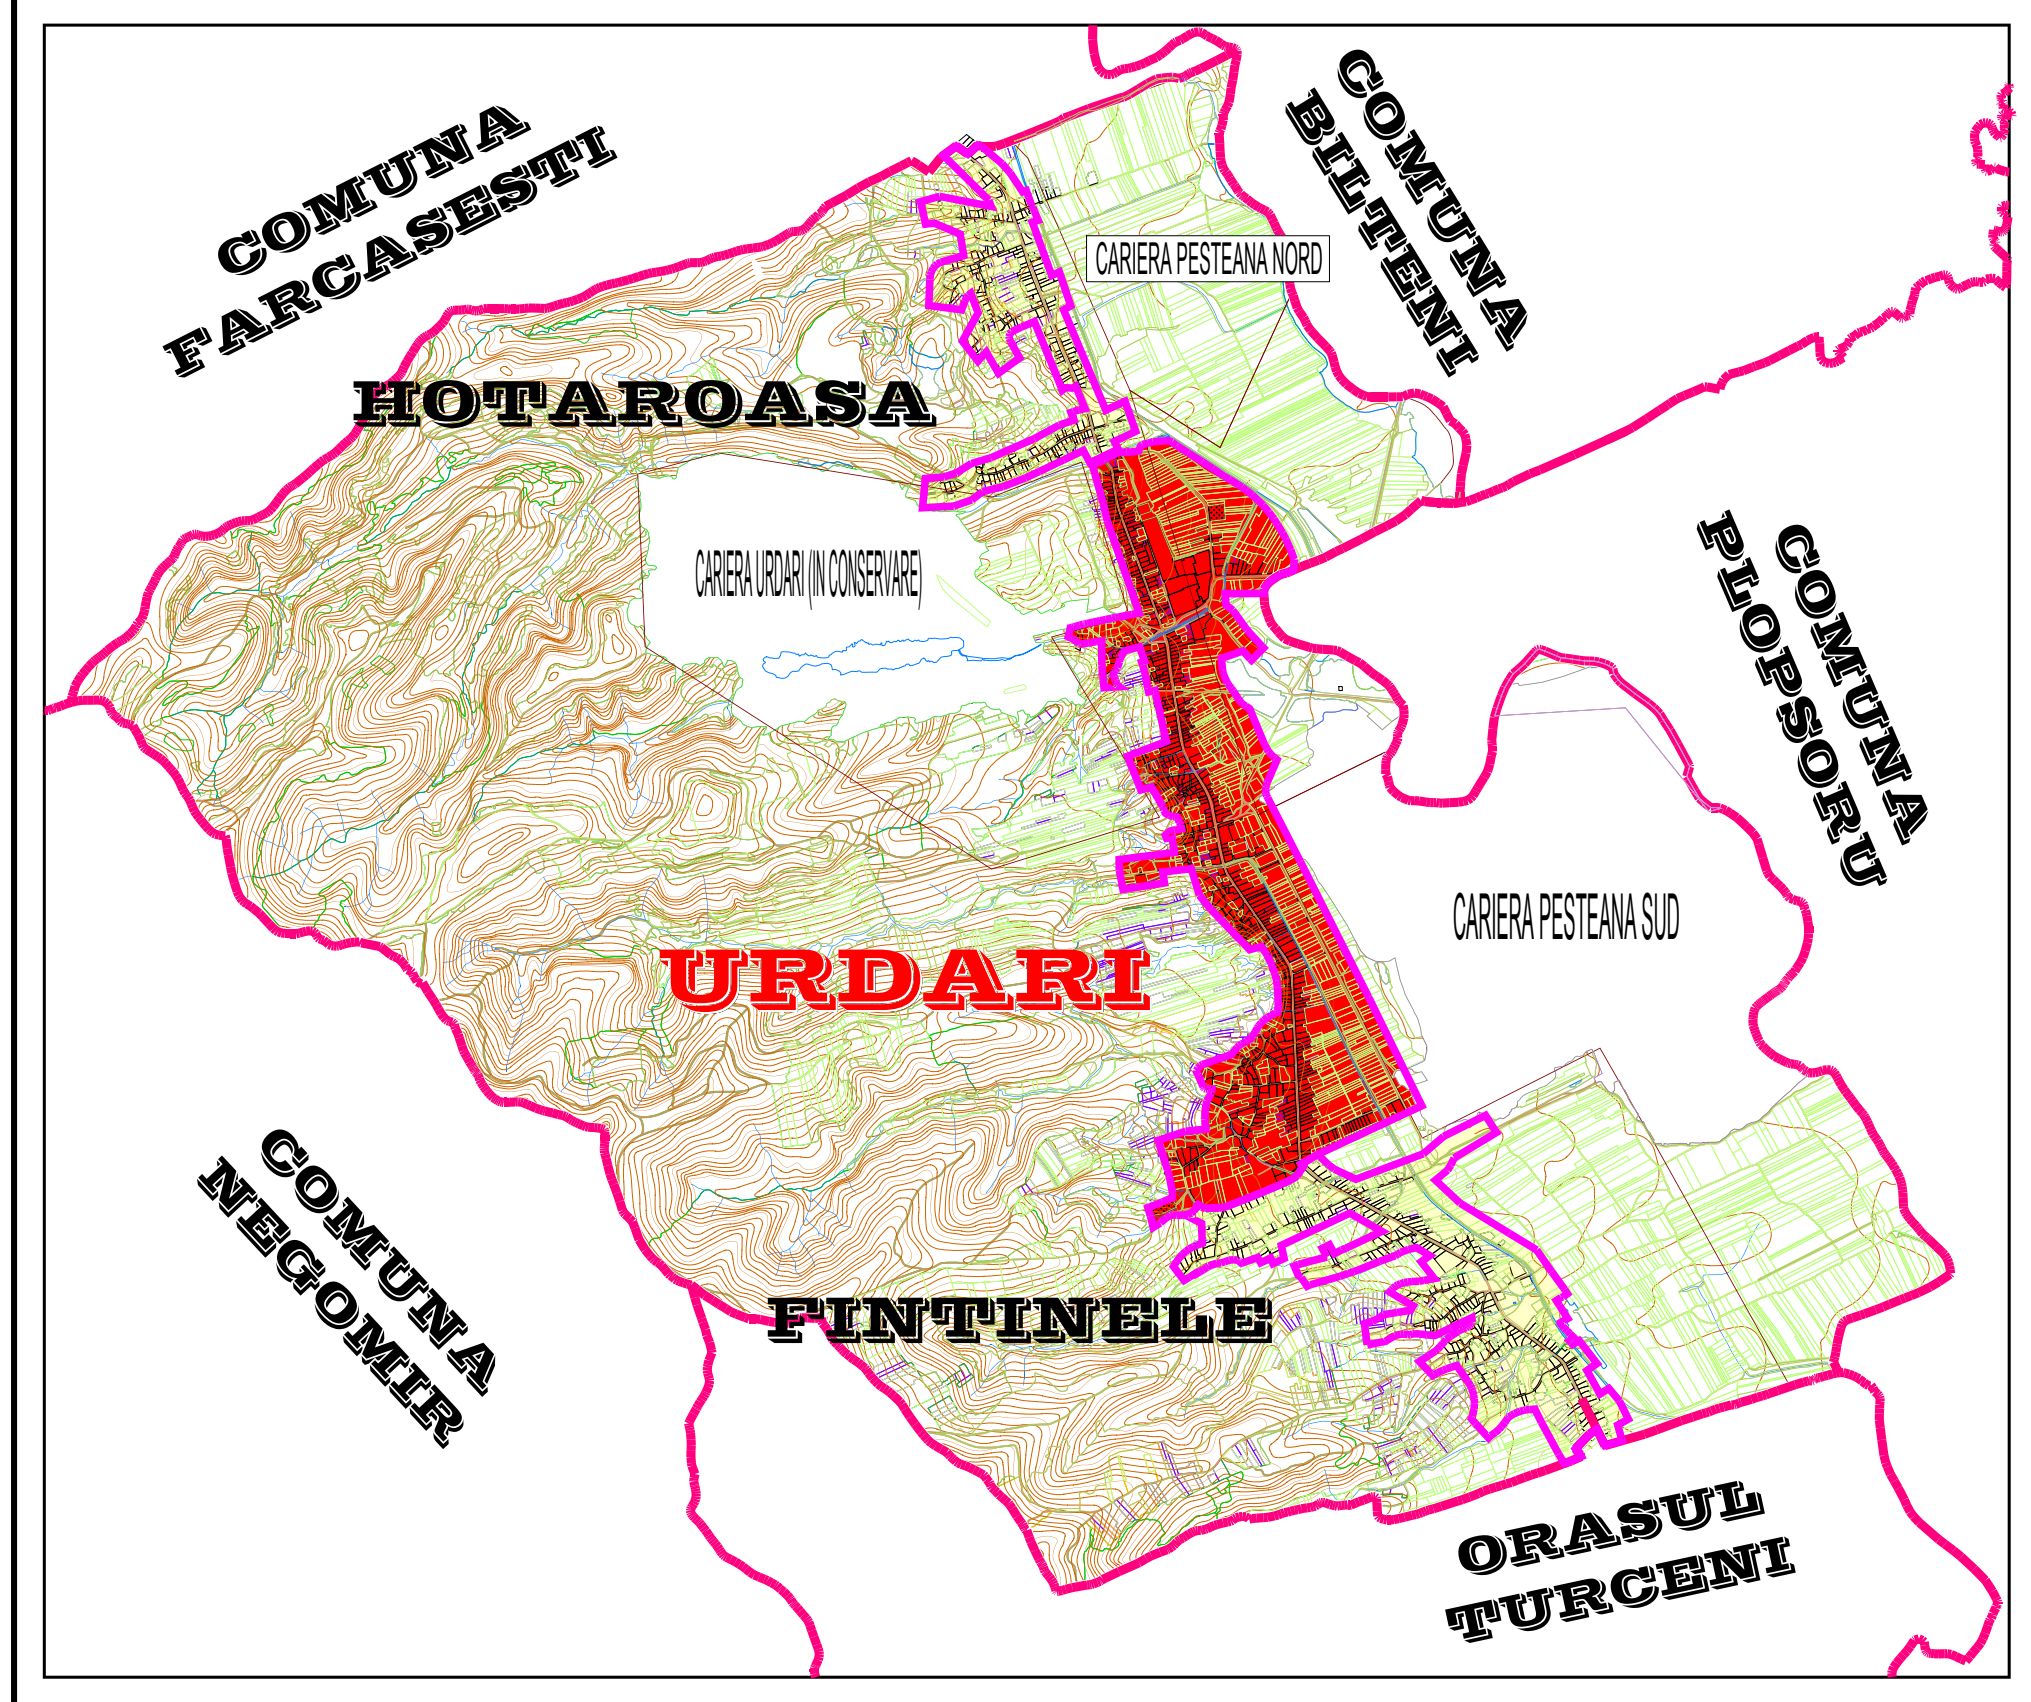 COMUNA
FARCASESTI
COMUNA
BILTENI
CARIERA PESTEANA NORD
HOTAROASA
CARIERA URDARI (IN CONSERVARE)
COMUNA
PLOPSORU
CARIERA PESTEANA SUD
URDARI
COMUNA
NEGOMIR
FINTINELE
ORASUL
TURCENI